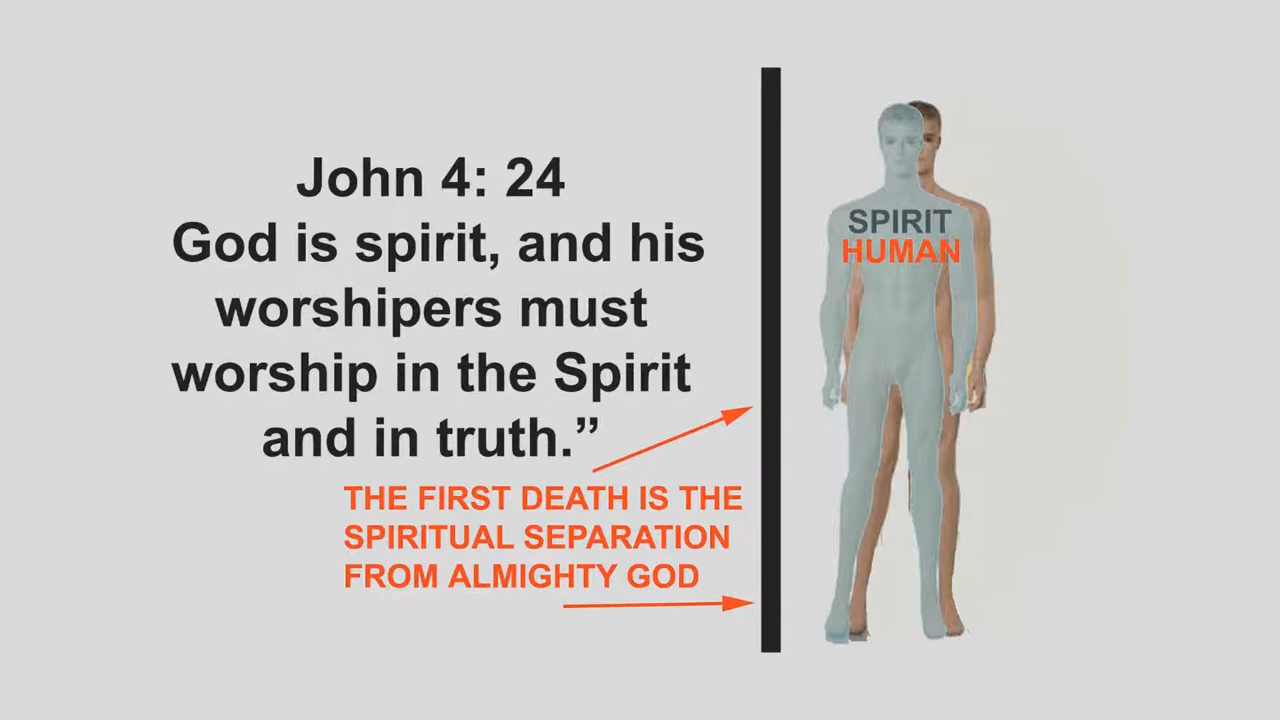 John 4: 24
God is spirit, and his
worshipers must
worship in the Spirit
and in truth.”
THE FIRST DEATH IS THE
SPIRITUAL SEPARATION
FROM ALMIGHTY GOD
SPIRIT
HUMAN